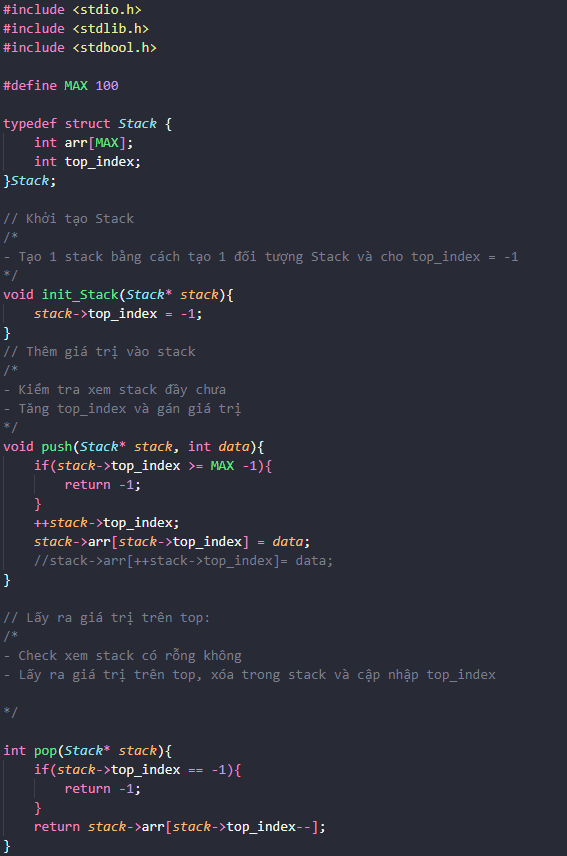 #include <stdio.h>
#include <stdlib.h>
#include <stdbool.h>
#define MAX 100
typedef struct Stack {
    int arr[MAX];
    int top_index;
}Stack;
// Khởi tạo Stack
/*
- Tạo 1 stack bằng cách tạo 1 đối tượng Stack và cho top_index = -1
*/
void init_Stack(Stack* stack){
    stack->top_index = -1;
}
// Thêm giá trị vào stack
/*
- Kiểm tra xem stack đầy chưa
- Tăng top_index và gán giá trị
*/
void push(Stack* stack, int data){
    if(stack->top_index >= MAX -1){
        return -1;
    }
    ++stack->top_index;
    stack->arr[stack->top_index] = data;
    //stack->arr[++stack->top_index]= data;
}
// Lấy ra giá trị trên top:
/*
- Check xem stack có rỗng không
- Lấy ra giá trị trên top, xóa trong stack và cập nhập top_index
*/
int pop(Stack* stack){
    if(stack->top_index == -1){
        return -1;
    }
    return stack->arr[stack->top_index--];
}